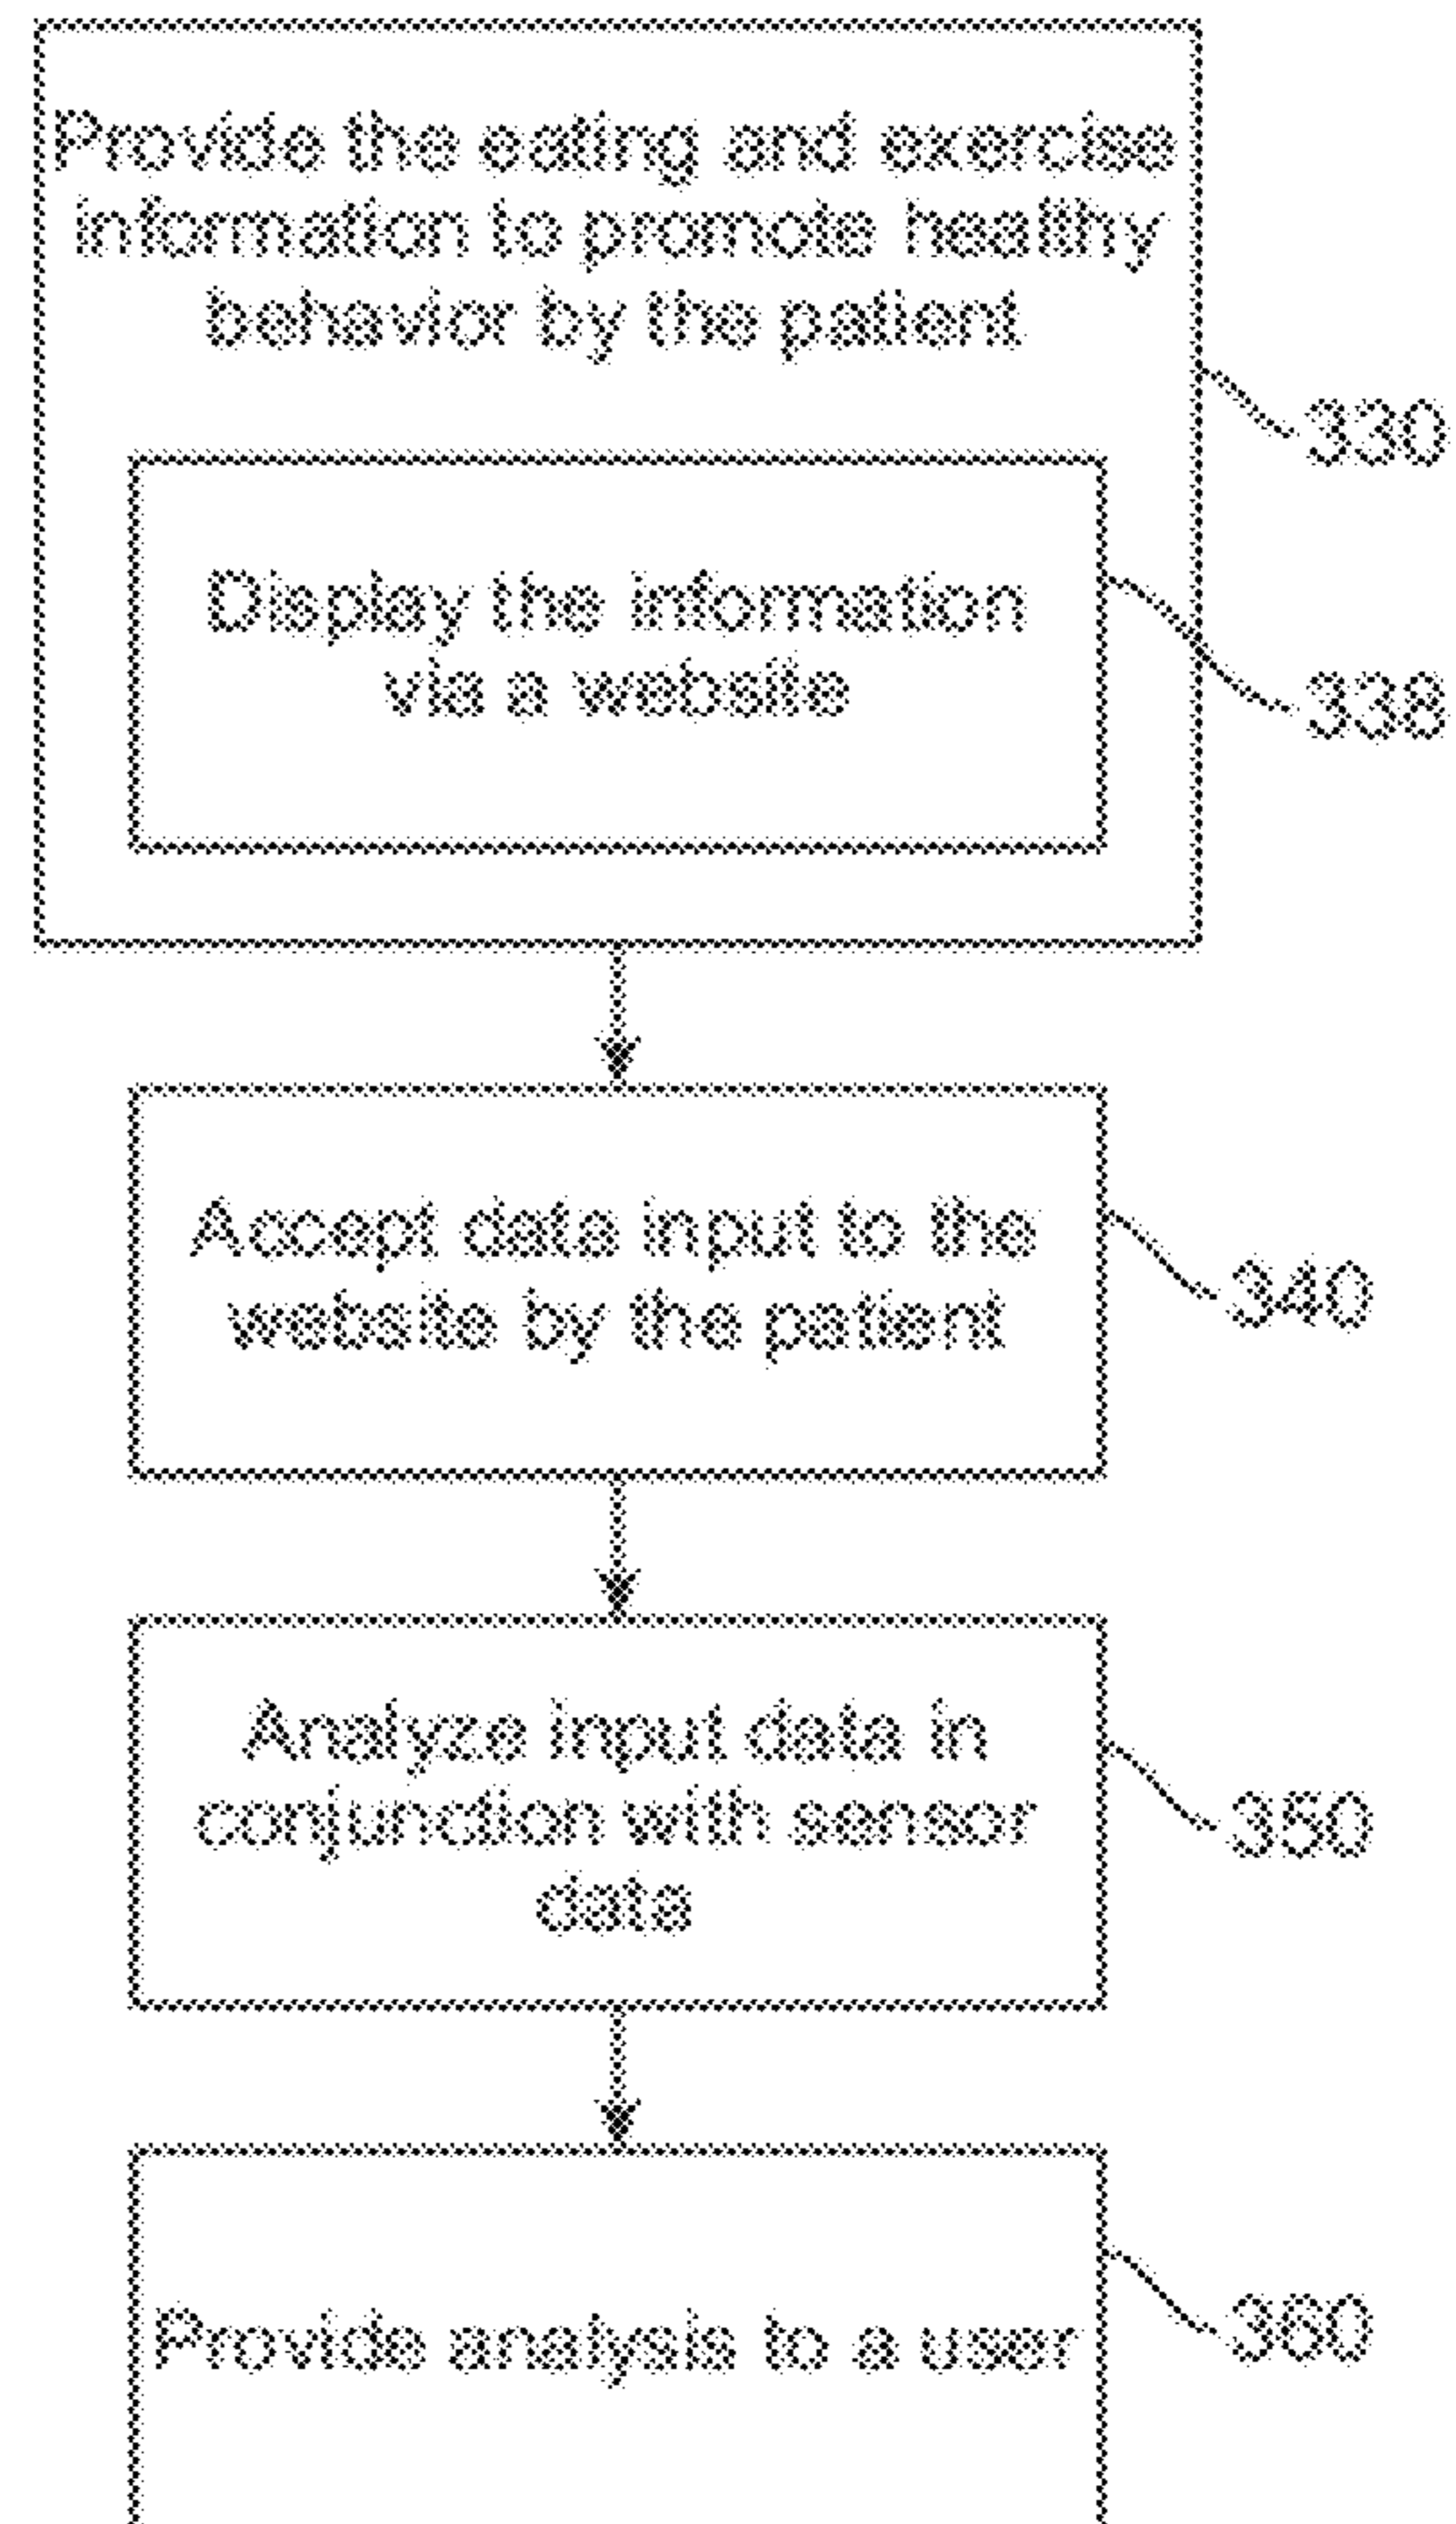 Provide the eating and exercise
information to promote healthy
behavior by the patient
330
Display the information
via a website
338
Accept data input to the
website by the patient
340
Analyze input data in
conjunction with sensor
data
350
Provide analysis to a user
360